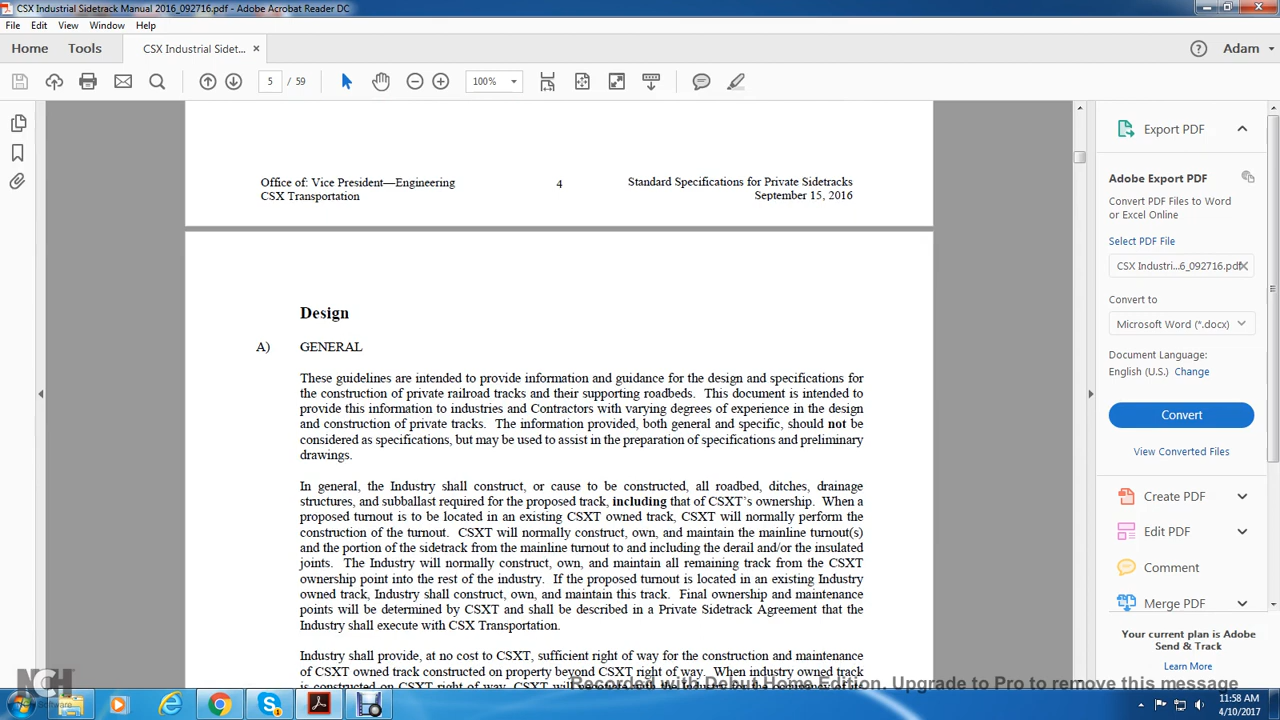 CSX Industrial Sidetrack Manual 2016_092716.pdf - Adobe Acrobat Reader DC
File Edit View Window Help
Home Tools CSX Industrial Sidet... × Adam
5 / 59 100%
Office of: Vice President—Engineering 4 Standard Specifications for Private Sidetracks
CSX Transportation September 15, 2016
Design
A) GENERAL
These guidelines are intended to provide information and guidance for the design and specifications for
the construction of private railroad tracks and their supporting roadbeds. This document is intended to
provide this information to industries and Contractors with varying degrees of experience in the design
and construction of private tracks. The information provided, both general and specific, should not be
considered as specifications, but may be used to assist in the preparation of specifications and preliminary
drawings.
In general, the Industry shall construct, or cause to be constructed, all roadbed, ditches, drainage
structures, and subballast required for the proposed track, including that of CSXT's ownership. When a
proposed turnout is to be located in an existing CSXT owned track, CSXT will normally perform the
construction of the turnout. CSXT will normally construct, own, and maintain the mainline turnout(s)
and the portion of the sidetrack from the mainline turnout to and including the derail and/or the insulated
joints. The Industry will normally construct, own, and maintain all remaining track from the CSXT
ownership point into the rest of the industry. If the proposed turnout is located in an existing Industry
owned track, Industry shall construct, own, and maintain this track. Final ownership and maintenance
points will be determined by CSXT and shall be described in a Private Sidetrack Agreement that the
Industry shall execute with CSX Transportation.
Industry shall provide, at no cost to CSXT, sufficient right of way for the construction and maintenance
of CSXT owned track constructed on property beyond CSXT right of way. When industry owned track
Export PDF
Adobe Export PDF
Convert PDF Files to Word
or Excel Online
Select PDF File
CSX Industri...6_092716.pdf
Convert to
Microsoft Word (*.docx)
Document Language:
English (U.S.) Change
Convert
View Converted Files
Create PDF
Edit PDF
Comment
Merge PDF
Your current plan is Adobe
Send & Track
Learn More
Recorded with Debut Home Edition. Upgrade to Pro to remove this message
NCH
Software
11:58 AM
4/10/2017